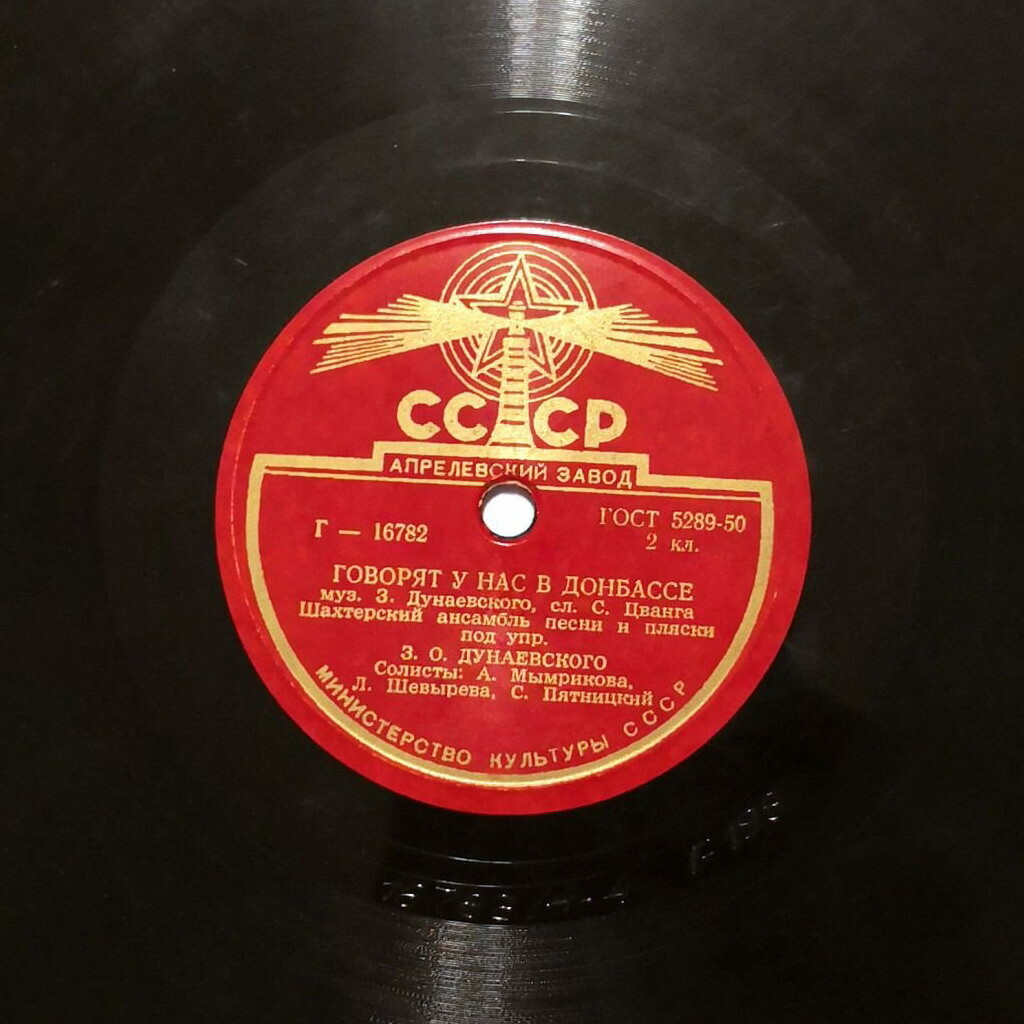 СССР
АПРЕЛЕВСКИЙ ЗАВОД
Г — 16782
ГОСТ 5289-50
2 кл.
ГОВОРЯТ У НАС В ДОНБАССЕ
муз. З. Дунаевского, сл. С. Цванга
Шахтерский ансамбль песни и пляски
под упр.
З. О. ДУНАЕВСКОГО
Солисты: А. Мымрикова,
Л. Шевырева, С. Пятницкий
МИНИСТЕРСТВО КУЛЬТУРЫ СССР